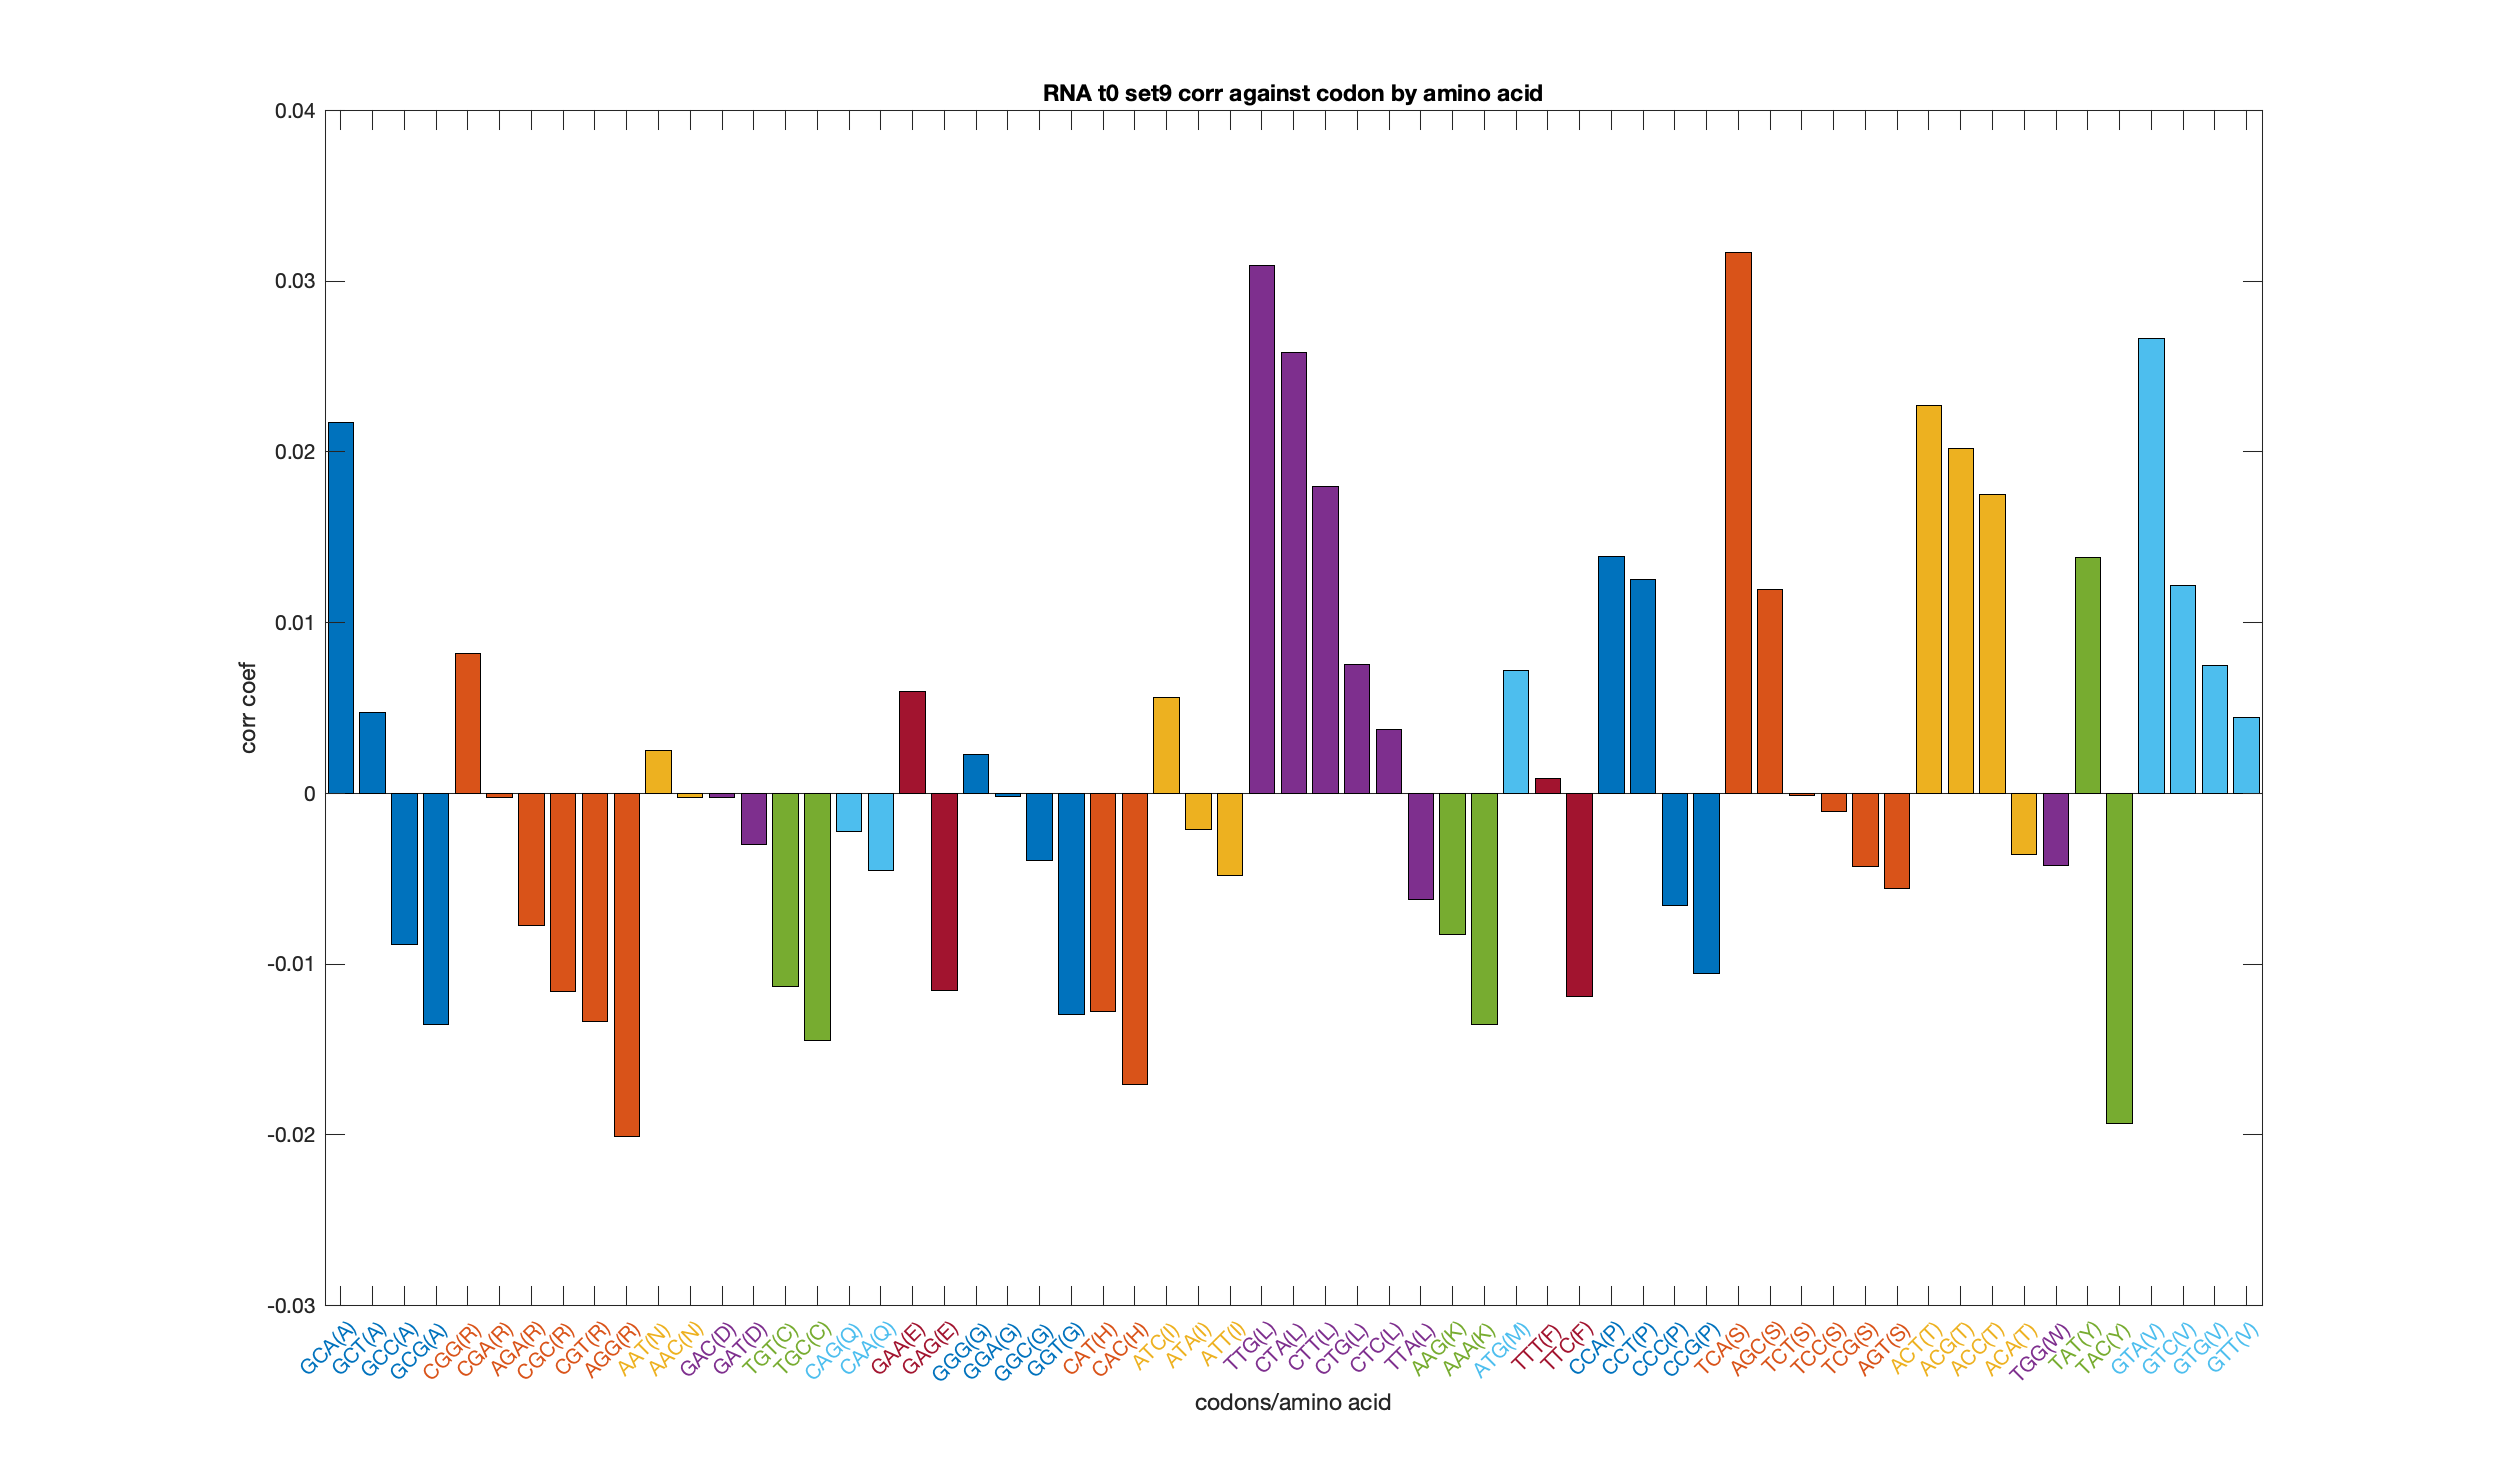 RNA t0 set9 corr against codon by amino acid
0.04
0.03
0.02
0.01
0
-0.01
-0.02
-0.03
corr coef
GCA(A)
GCT(A)
GCC(A)
GCG(A)
CGG(R)
CGA(R)
AGA(R)
CGC(R)
CGT(R)
AGG(R)
AAT(N)
AAC(N)
GAC(D)
GAT(D)
TGT(C)
TGC(C)
CAG(Q)
CAA(Q)
GAA(E)
GAG(E)
GGG(G)
GGA(G)
GGC(G)
GGT(G)
CAT(H)
CAC(H)
ATC(I)
ATA(I)
ATT(I)
TTG(L)
CTA(L)
CTT(L)
CTG(L)
CTC(L)
TTA(L)
AAG(K)
AAA(K)
ATG(M)
TTT(F)
TTC(F)
CCA(P)
CCT(P)
CCC(P)
CCG(P)
TCA(S)
AGC(S)
TCT(S)
TCC(S)
TCG(S)
AGT(S)
ACT(T)
ACG(T)
ACC(T)
ACA(T)
TGG(W)
TAT(Y)
TAC(Y)
GTA(V)
GTC(V)
GTG(V)
GTT(V)
codons/amino acid